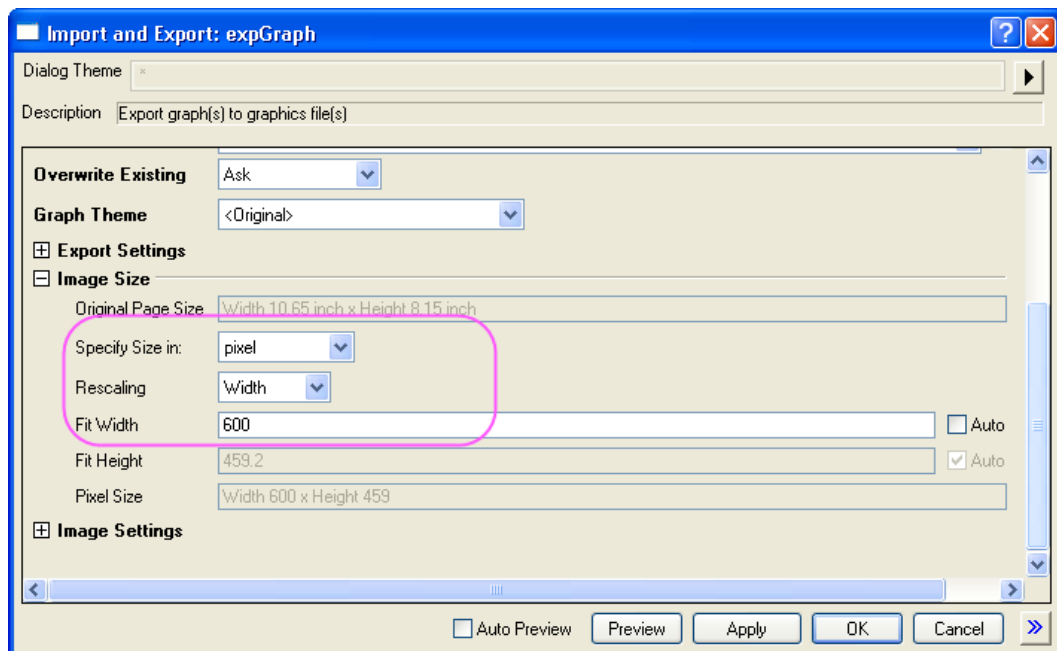 Import and Export: expGraph
Dialog Theme *
Description Export graph(s) to graphics file(s)
Overwrite Existing Ask
Graph Theme <Original>
Export Settings
Image Size
Original Page Size Width 10.65 inch x Height 8.15 inch
Specify Size in: pixel
Rescaling Width
Fit Width 600 Auto
Fit Height 459.2 Auto
Pixel Size Width 600 x Height 459
Image Settings
Auto Preview Preview Apply OK Cancel